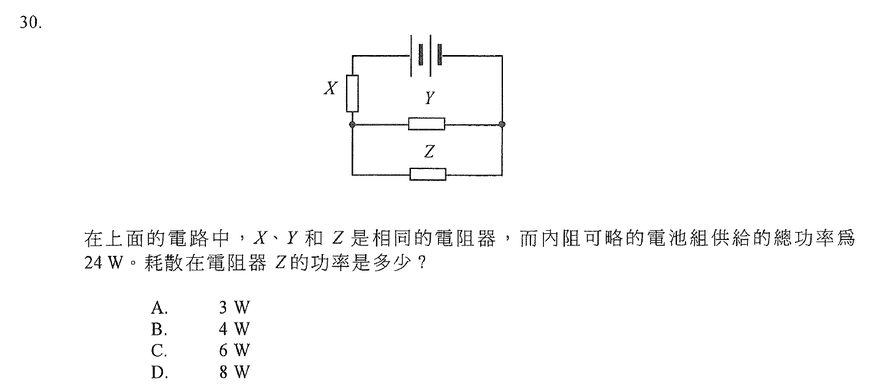 30.
X
Y
Z
在上面的電路中，X、Y 和 Z 是相同的電阻器，而內阻可略的電池組供給的總功率爲
24 W。耗散在電阻器 Z的功率是多少？
A. 3 W
B. 4 W
C. 6 W
D. 8 W